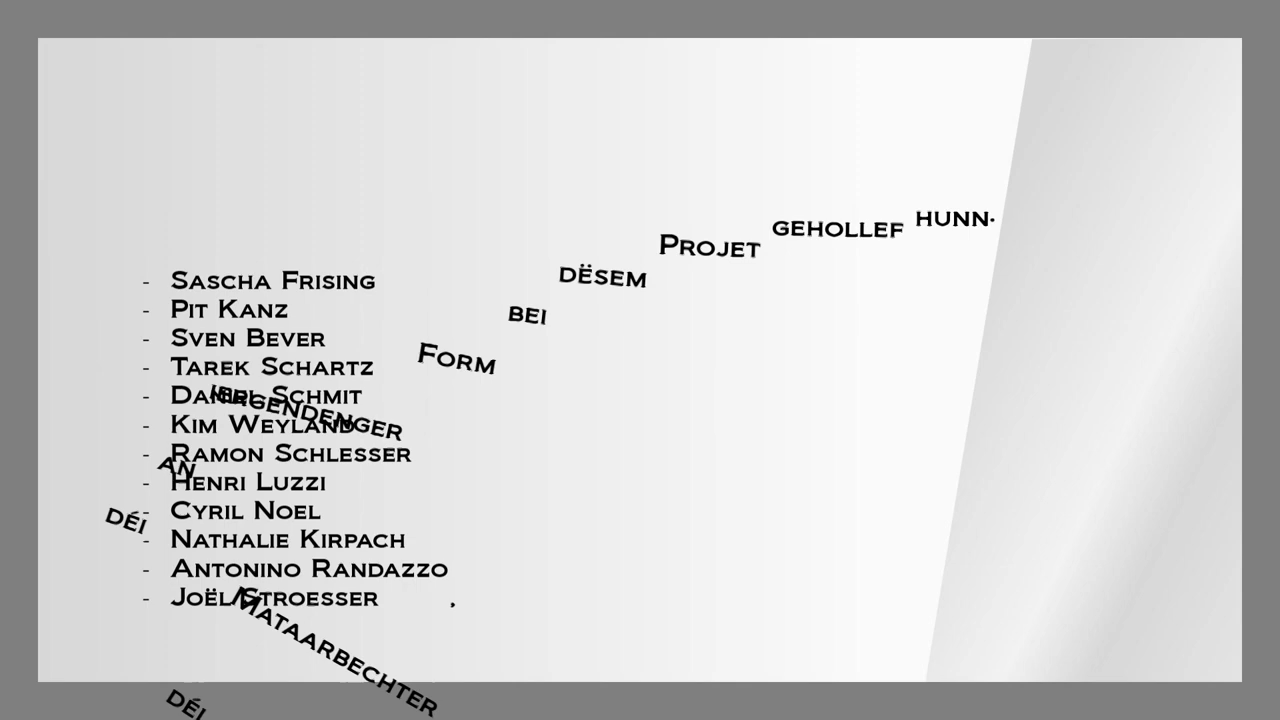 - Sascha Frising
- Pit Kanz
- Sven Bever
- Tarek Schartz
- Daniel Schmit
- Kim Weyland
- Ramon Schlesser
- Henri Luzzi
- Cyril Noel
- Nathalie Kirpach
- Antonino Randazzo
- Joël Stroesser
déi Mataarbechter,
déi an iergendenger Form bei dësem Projet gehollef hunn.